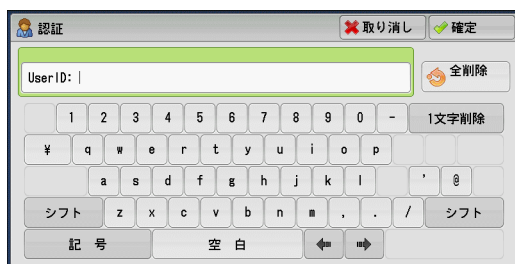 認証 取り消し 確定
UserID: 全削除
1 2 3 4 5 6 7 8 9 0 - 1文字削除
¥ q w e r t y u i o p
a s d f g h j k l ' @
シフト z x c v b n m , . / シフト
記号 空白